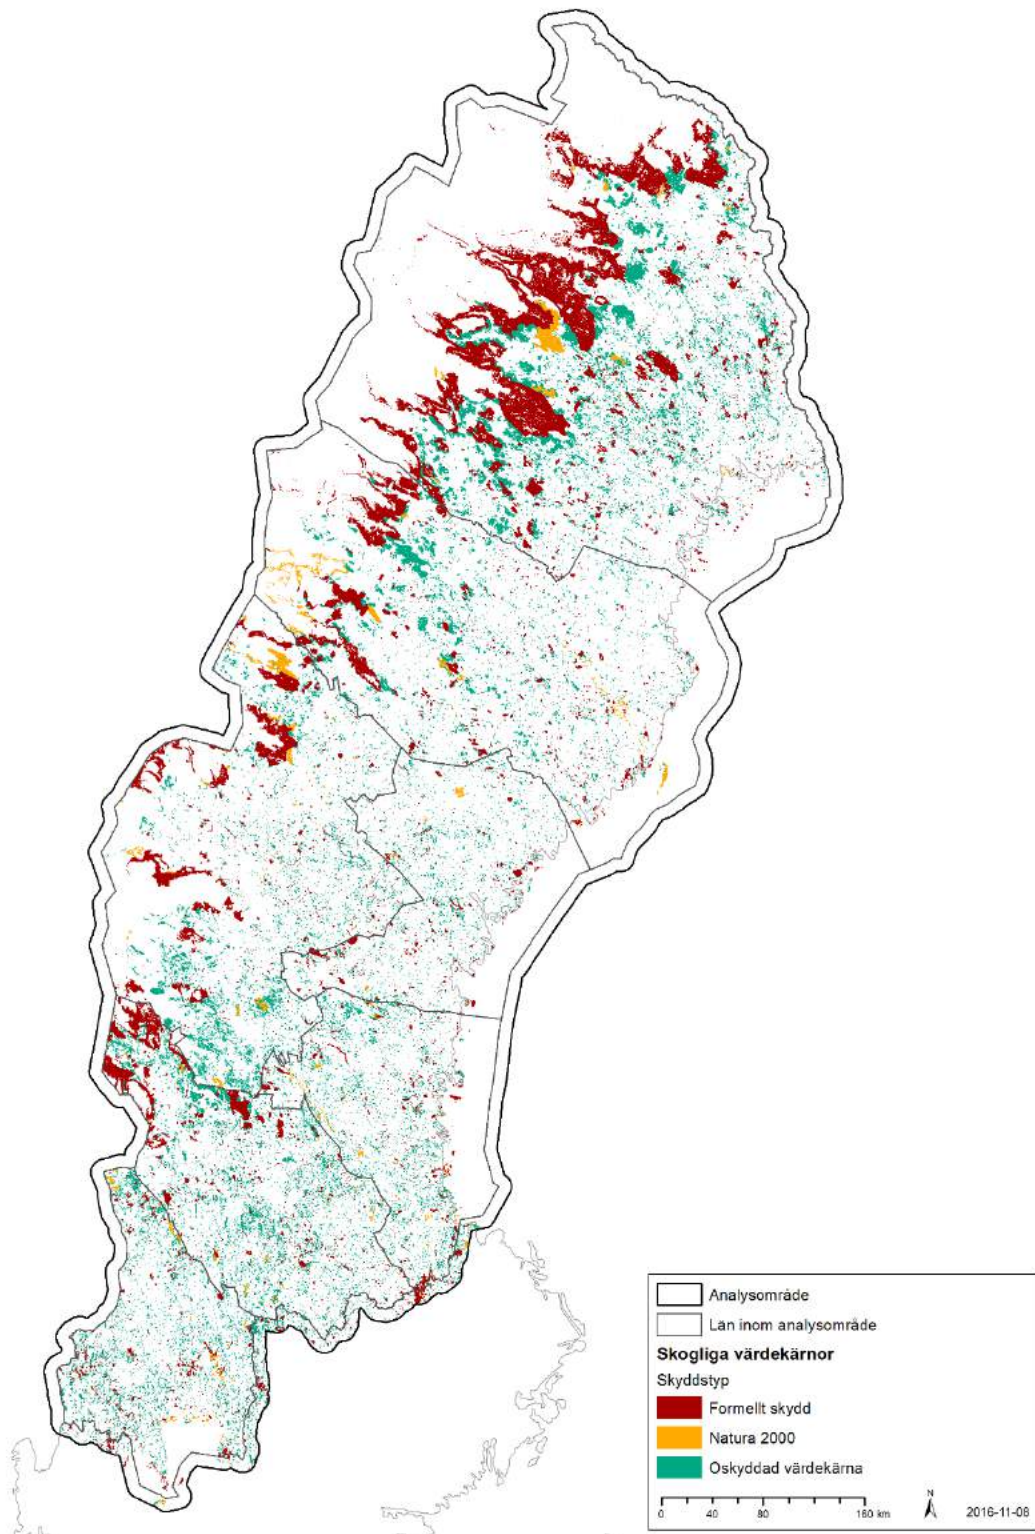 Analysområde
Län inom analysområde
Skogliga värdekärnor
Skyddstyp
Formellt skydd
Natura 2000
Oskyddad värdekärna
0 40 80 160 km
N
2016-11-08